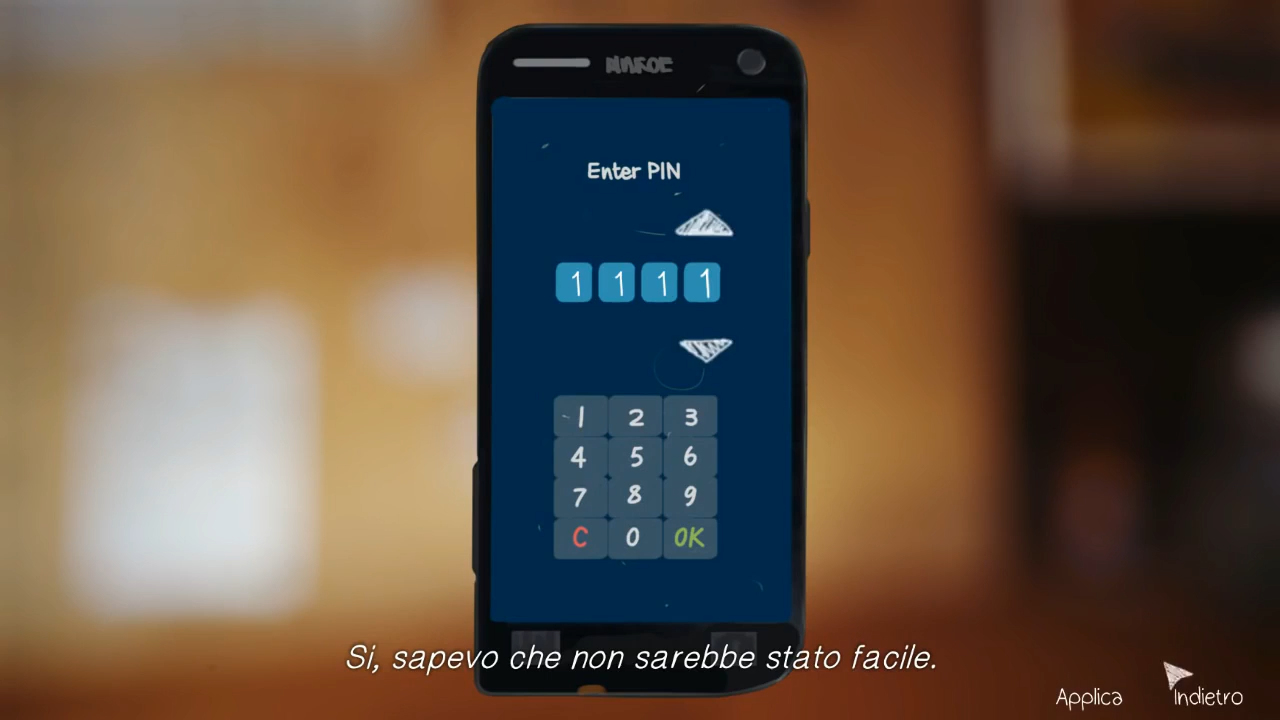 Enter PIN
1 1 1 1
1 2 3
4 5 6
7 8 9
C 0 OK
Si, sapevo che non sarebbe stato facile.
Applica Indietro